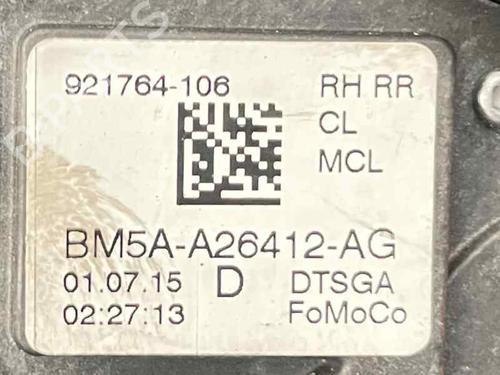 921764-106 RH RR
CL
MCL
BM5A-A26412-AG
01.07.15 D DTSGA
02:27:13 FoMoCo